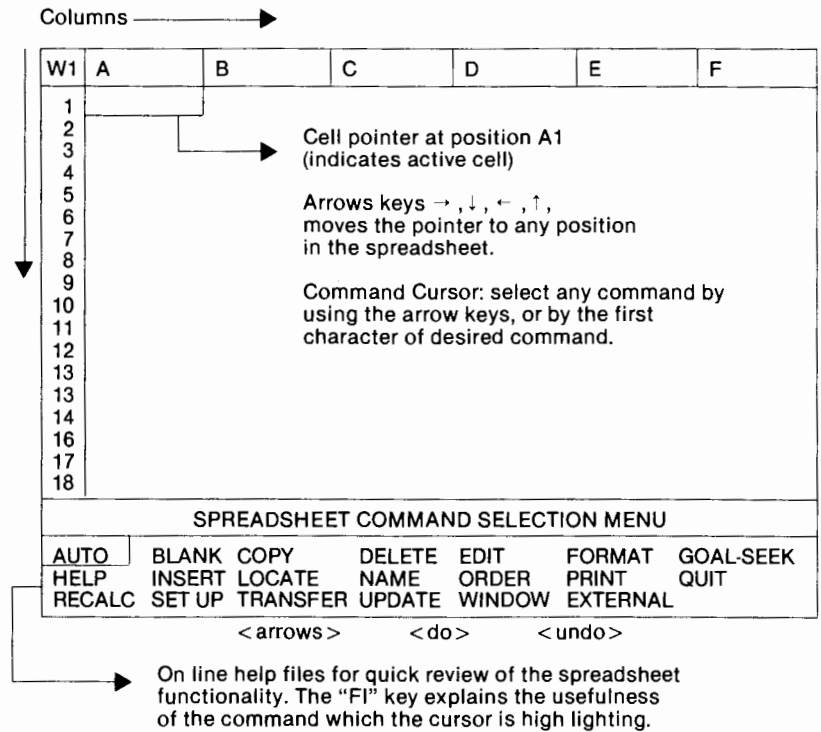 Columns
W1 A B C D E F
1
2
3
4
5
6
7
8
9
10
11
12
13
13
14
16
17
18
Cell pointer at position A1
(indicates active cell)
Arrows keys → , ↓ , ← , ↑ ,
moves the pointer to any position
in the spreadsheet.
Command Cursor: select any command by
using the arrow keys, or by the first
character of desired command.
SPREADSHEET COMMAND SELECTION MENU
AUTO BLANK COPY DELETE EDIT FORMAT GOAL-SEEK
HELP INSERT LOCATE NAME ORDER PRINT QUIT
RECALC SET UP TRANSFER UPDATE WINDOW EXTERNAL
<arrows> <do> <undo>
On line help files for quick review of the spreadsheet
functionality. The “FI” key explains the usefulness
of the command which the cursor is high lighting.